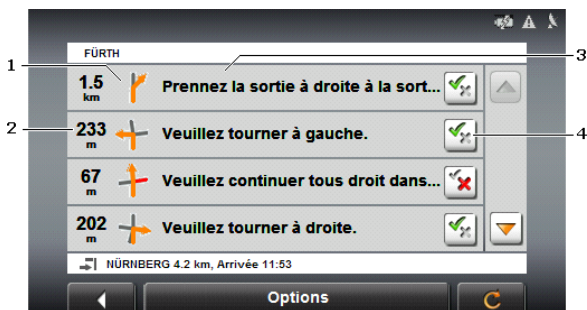 FÜRTH
1
3
1.5 km Prennez la sortie à droite à la sort...
2
233 m Veuillez tourner à gauche.
4
67 m Veuillez continuer tous droit dans...
202 m Veuillez tourner à droite.
NÜRNBERG 4.2 km, Arrivée 11:53
Options